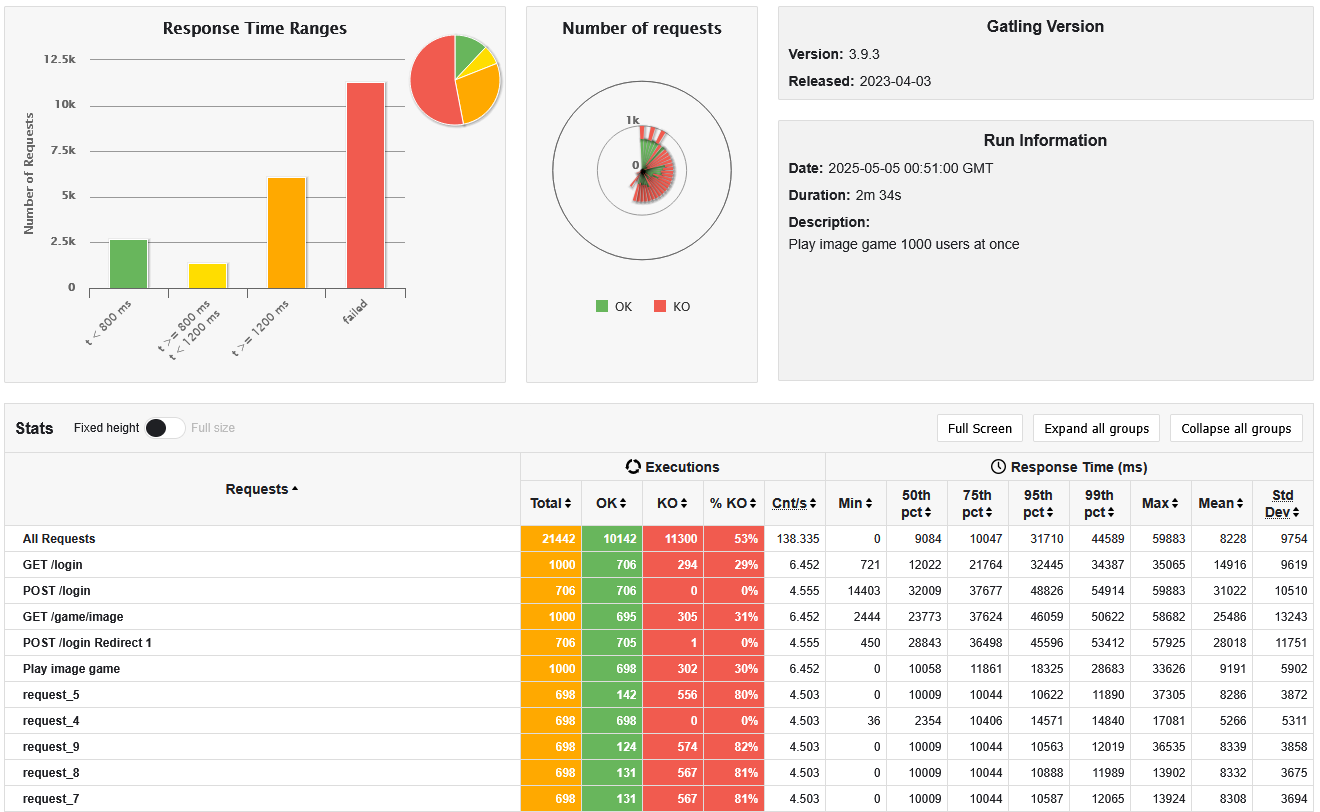 Response Time Ranges
12.5k
10k
7.5k
5k
2.5k
0
Number of Requests
t < 800 ms
t >= 800 ms
t < 1200 ms
t >= 1200 ms
failed
Number of requests
1k
0
OK
KO
Gatling Version
Version: 3.9.3
Released: 2023-04-03
Run Information
Date: 2025-05-05 00:51:00 GMT
Duration: 2m 34s
Description:
Play image game 1000 users at once
Stats Fixed height Full size Full Screen Expand all groups Collapse all groups
Executions Response Time (ms)
Requests
Total OK KO % KO Cnt/s Min 50th pct 75th pct 95th pct 99th pct Max Mean Std Dev
All Requests 21442 10142 11300 53% 138.335 0 9084 10047 31710 44589 59883 8228 9754
GET /login 1000 706 294 29% 6.452 721 12022 21764 32445 34387 35065 14916 9619
POST /login 706 706 0 0% 4.555 14403 32009 37677 48826 54914 59883 31022 10510
GET /game/image 1000 695 305 31% 6.452 2444 23773 37624 46059 50622 58682 25486 13243
POST /login Redirect 1 706 705 1 0% 4.555 450 28843 36498 45596 53412 57925 28018 11751
Play image game 1000 698 302 30% 6.452 0 10058 11861 18325 28683 33626 9191 5902
request_5 698 142 556 80% 4.503 0 10009 10044 10622 11890 37305 8286 3872
request_4 698 698 0 0% 4.503 36 2354 10406 14571 14840 17081 5266 5311
request_9 698 124 574 82% 4.503 0 10009 10044 10563 12019 36535 8339 3858
request_8 698 131 567 81% 4.503 0 10009 10044 10888 11989 13902 8332 3675
request_7 698 131 567 81% 4.503 0 10009 10044 10587 12065 13924 8308 3694